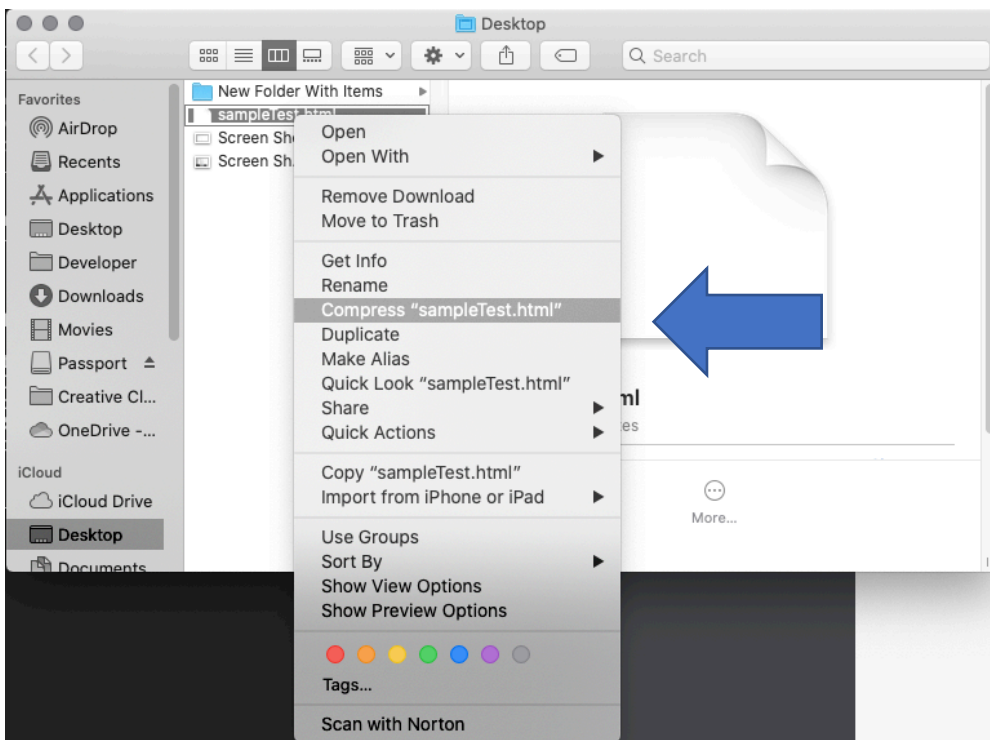 Desktop
Search
Favorites
AirDrop
Recents
Applications
Desktop
Developer
Downloads
Movies
Passport
Creative Cl...
OneDrive -...
iCloud
iCloud Drive
Desktop
Documents
New Folder With Items
sampleTest.html
Screen Sh
Screen Sh
Open
Open With
Remove Download
Move to Trash
Get Info
Rename
Compress “sampleTest.html”
Duplicate
Make Alias
Quick Look “sampleTest.html”
Share
Quick Actions
Copy “sampleTest.html”
Import from iPhone or iPad
Use Groups
Sort By
Show View Options
Show Preview Options
Tags...
Scan with Norton
ml
es
More...